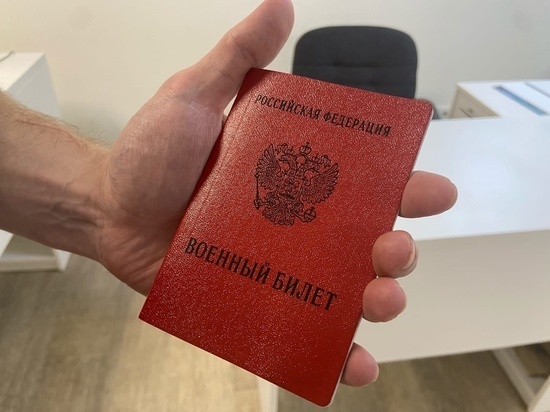 РОССИЙСКАЯ ФЕДЕРАЦИЯ
ВОЕННЫЙ БИЛЕТ